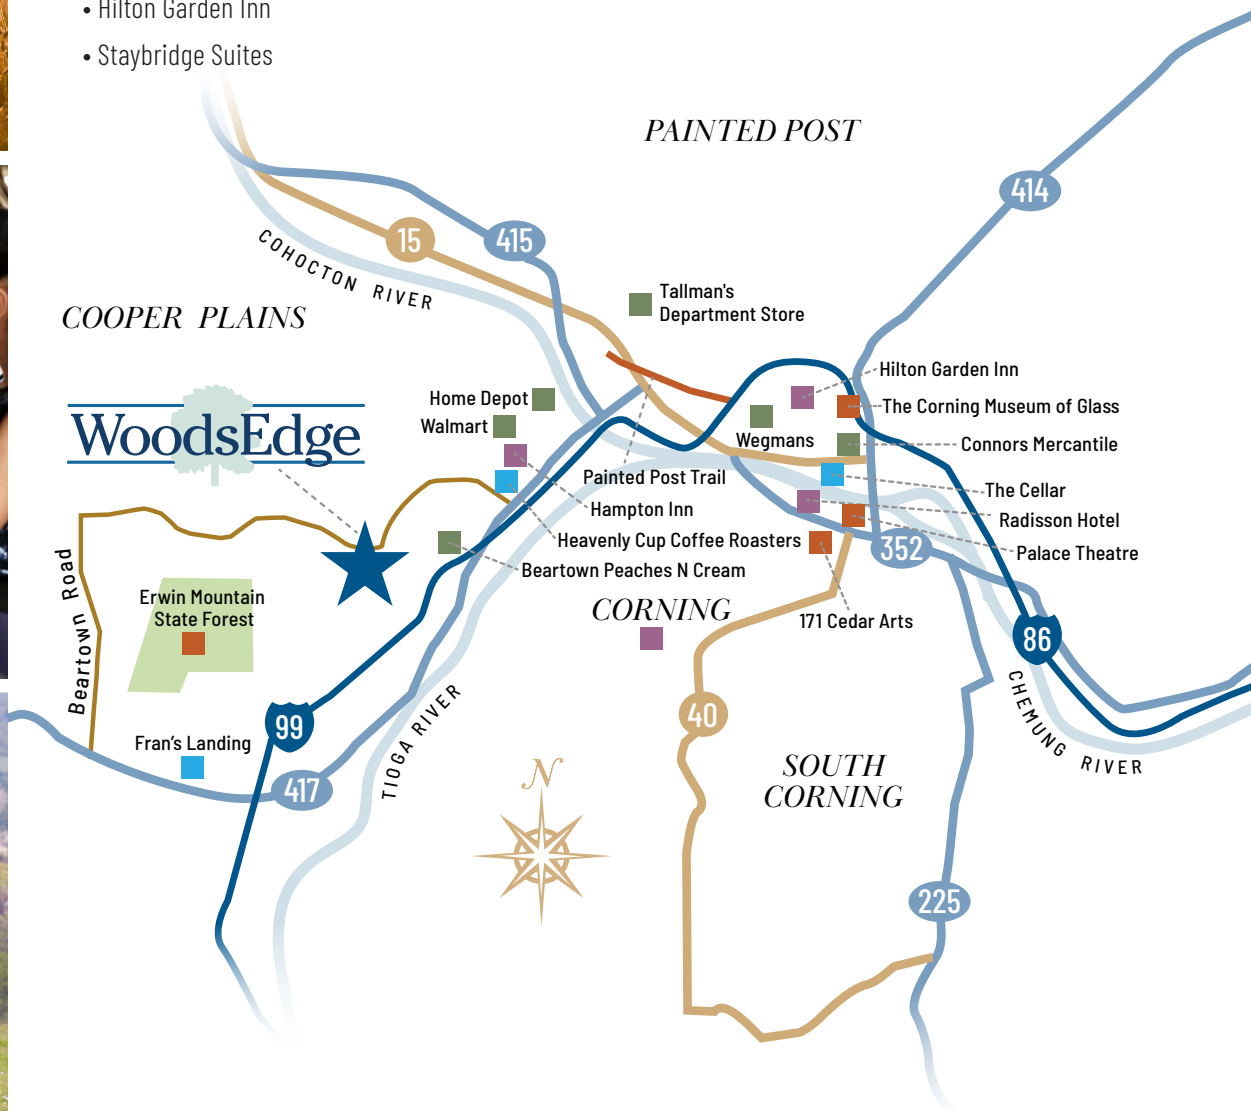 • Hilton Garden Inn
• Staybridge Suites
PAINTED POST
414
15
415
COHOCTON RIVER
Tallman's
Department Store
COOPER PLAINS
Hilton Garden Inn
Home Depot
The Corning Museum of Glass
Walmart
WoodsEdge
Wegmans
Connors Mercantile
Painted Post Trail
The Cellar
Hampton Inn
Radisson Hotel
Heavenly Cup Coffee Roasters
352
Palace Theatre
Beartown Peaches N Cream
Beartown Road
Erwin Mountain
State Forest
CORNING
171 Cedar Arts
86
CHEMUNG RIVER
99
40
TIOGA RIVER
Fran's Landing
417
SOUTH
CORNING
N
225